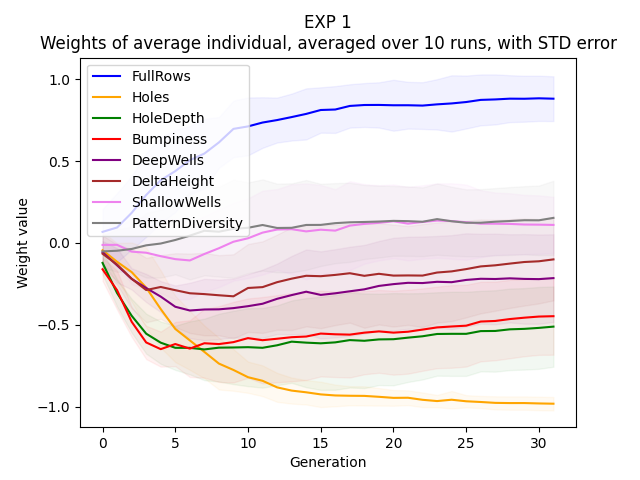 EXP 1
Weights of average individual, averaged over 10 runs, with STD error
FullRows
Holes
HoleDepth
Bumpiness
DeepWells
DeltaHeight
ShallowWells
PatternDiversity
Weight value
1.0
0.5
0.0
−0.5
−1.0
0 5 10 15 20 25 30
Generation